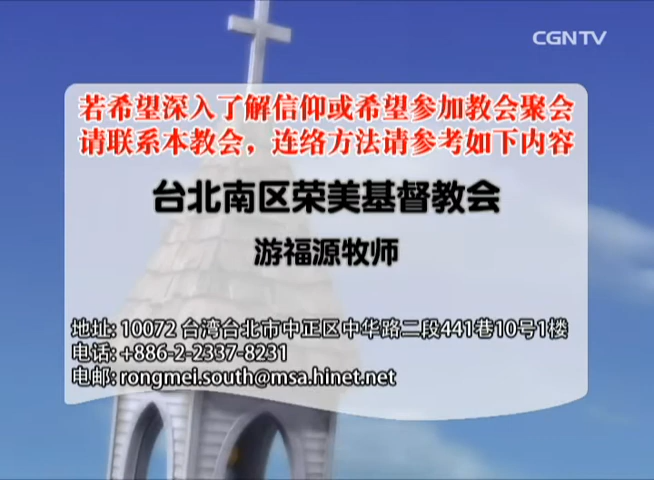 CGNTV
若希望深入了解信仰或希望参加教会聚会
请联系本教会，连络方法请参考如下内容
台北南区荣美基督教会
游福源牧师
地址: 10072 台湾台北市中正区中华路二段441巷10号1楼
电话: +886-2-2337-8231
电邮: rongmei.south@msa.hinet.net